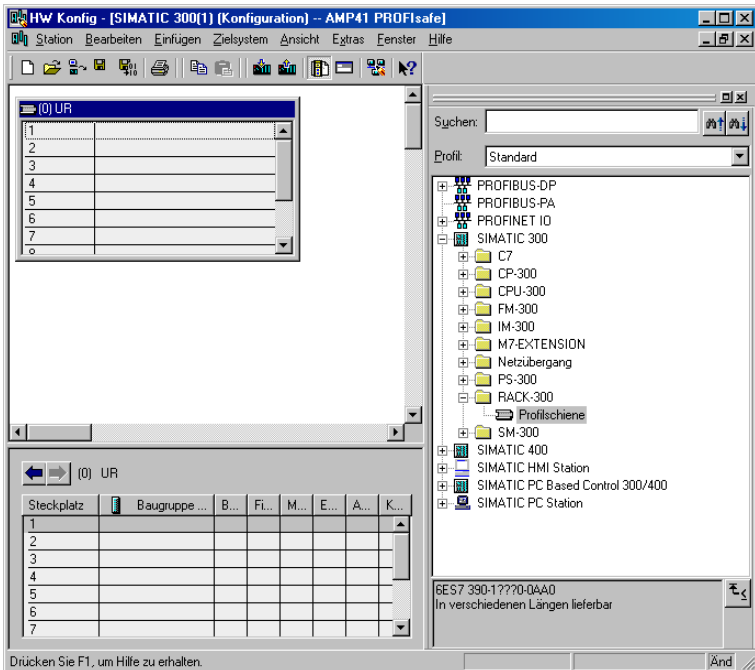 HW Konfig - [SIMATIC 300(1) (Konfiguration) -- AMP41 PROFIsafe]
Station Bearbeiten Einfügen Zielsystem Ansicht Extras Fenster Hilfe
(0) UR
1
2
3
4
5
6
7
8
Suchen:
Profil: Standard
PROFIBUS-DP
PROFIBUS-PA
PROFINET IO
SIMATIC 300
C7
CP-300
CPU-300
FM-300
IM-300
M7-EXTENSION
Netzübergang
PS-300
RACK-300
Profilschiene
SM-300
SIMATIC 400
SIMATIC HMI Station
SIMATIC PC Based Control 300/400
SIMATIC PC Station
(0) UR
Steckplatz Baugruppe ... B... Fi... M... E... A... K...
1
2
3
4
5
6
7
6ES7 390-1???0-0AA0
In verschiedenen Längen lieferbar
Drücken Sie F1, um Hilfe zu erhalten.
Änd